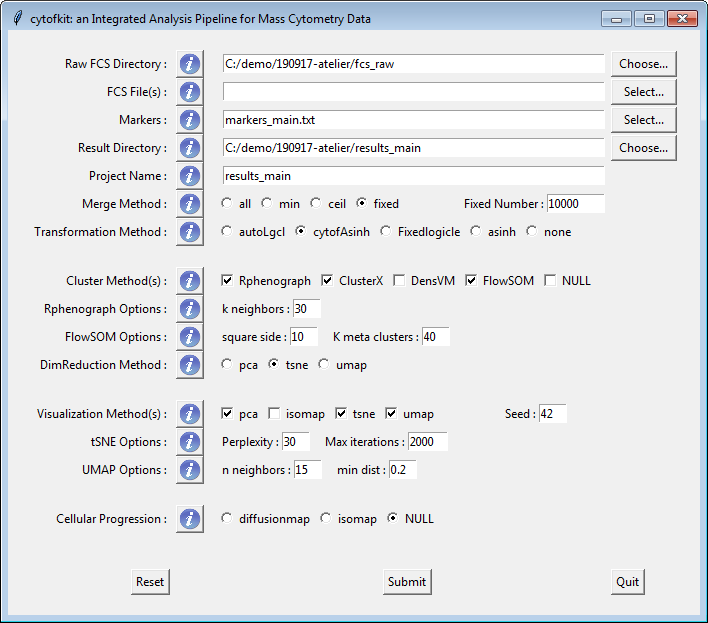 cytofkit: an Integrated Analysis Pipeline for Mass Cytometry Data
Raw FCS Directory : i C:/demo/190917-atelier/fcs_raw Choose...
FCS File(s) : i Select...
Markers : i markers_main.txt Select...
Result Directory : i C:/demo/190917-atelier/results_main Choose...
Project Name : i results_main
Merge Method : i all min ceil fixed Fixed Number : 10000
Transformation Method : i autoLgcl cytofAsinh Fixedlogicle asinh none
Cluster Method(s) : i Rphenograph ClusterX DensVM FlowSOM NULL
Rphenograph Options : i k neighbors : 30
FlowSOM Options : i square side : 10 K meta clusters : 40
DimReduction Method : i pca tsne umap
Visualization Method(s) : i pca isomap tsne umap Seed : 42
tSNE Options : i Perplexity : 30 Max iterations : 2000
UMAP Options : i n neighbors : 15 min dist : 0.2
Cellular Progression : i diffusionmap isomap NULL
Reset Submit Quit